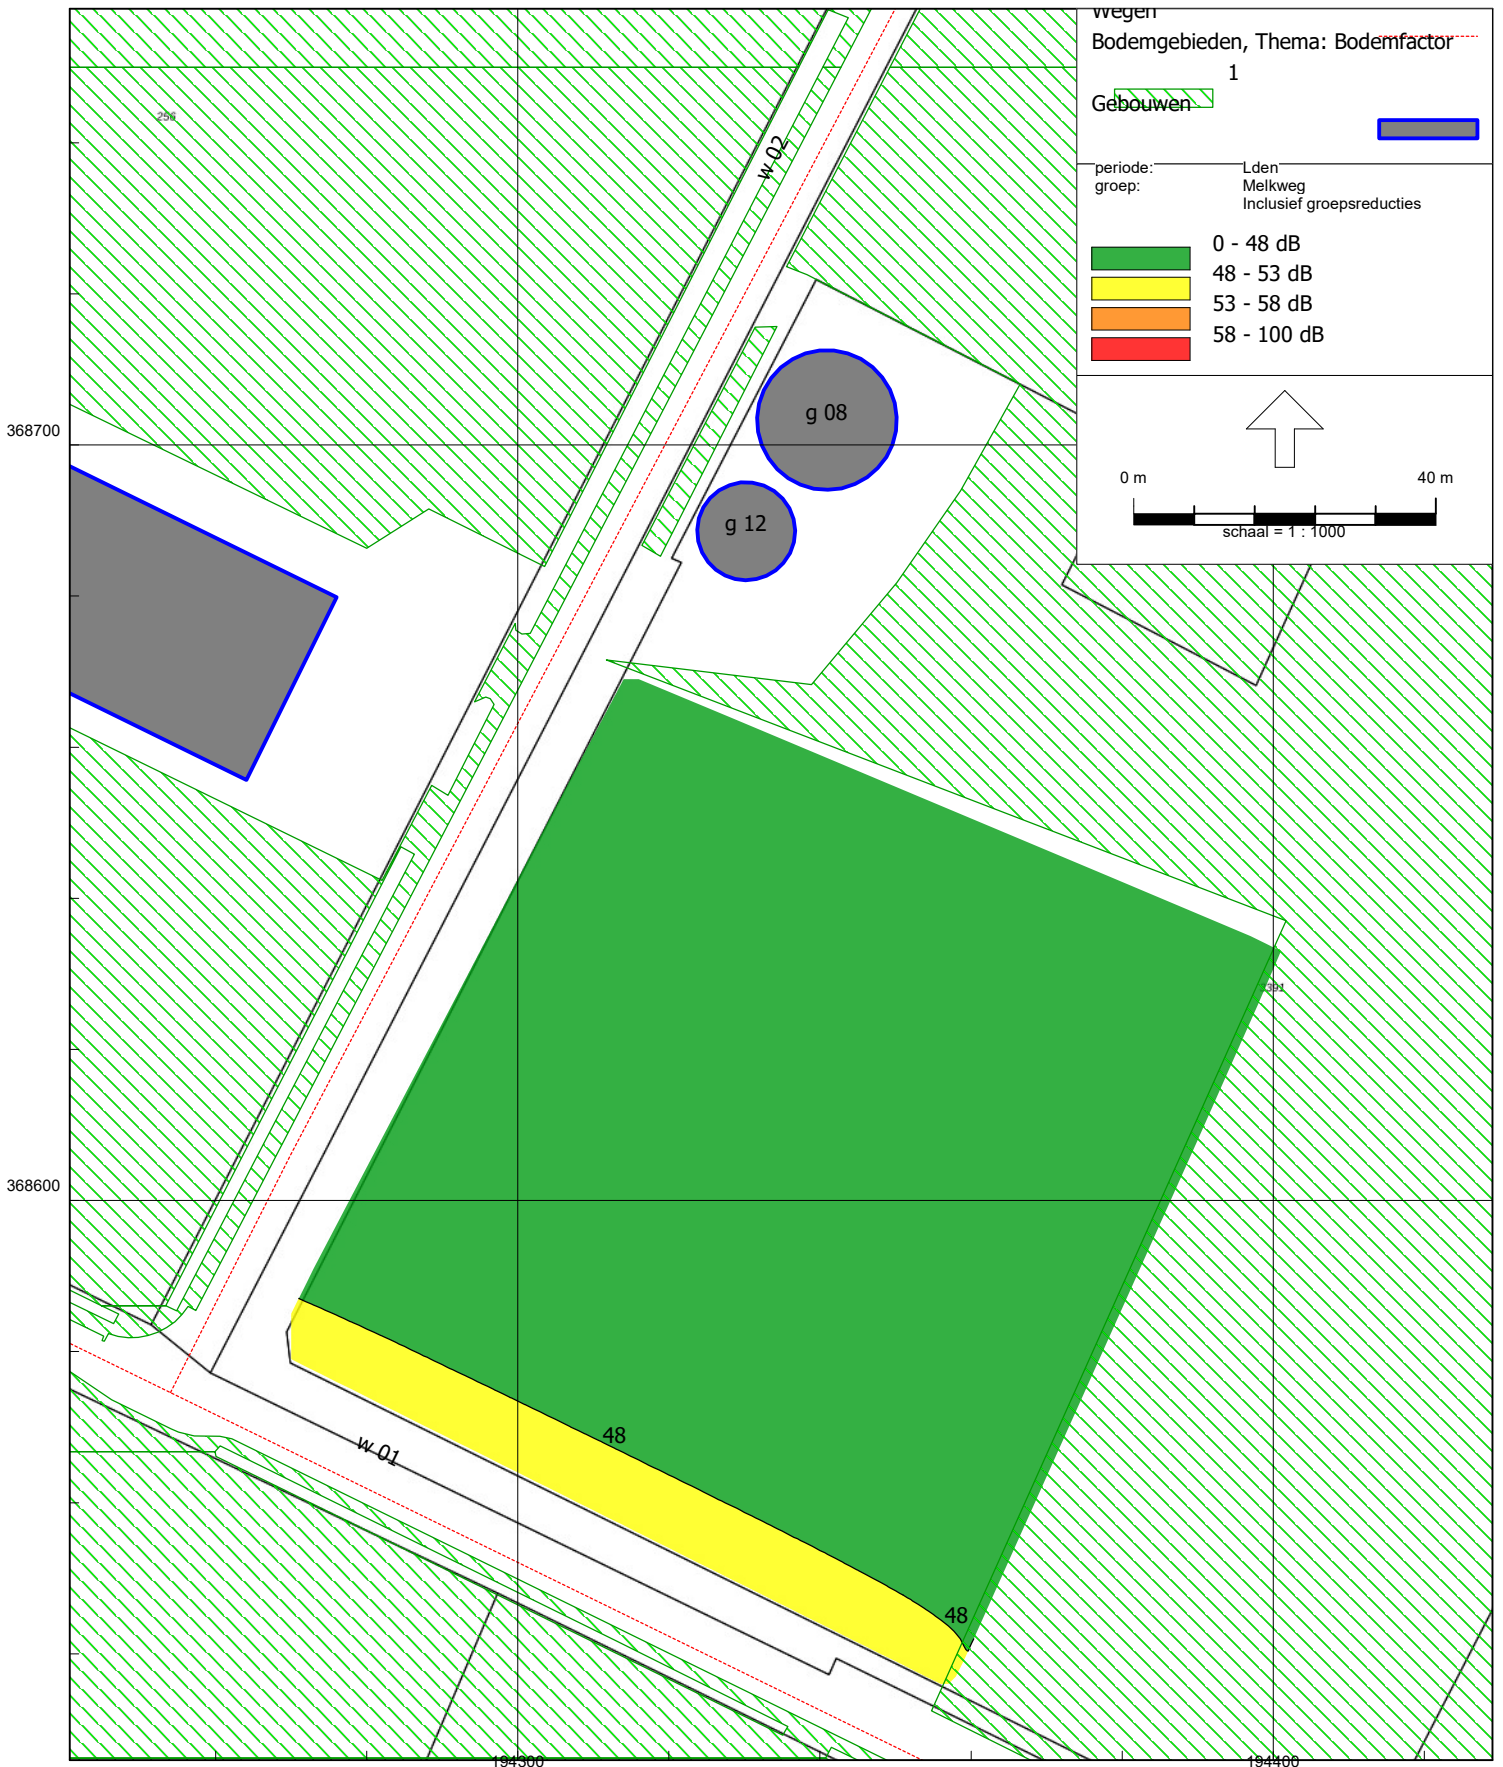 Wegen
Bodemgebieden, Thema: Bodemfactor
1
Gebouwen
periode: Lden
groep: Melkweg
Inclusief groepsreducties
0 - 48 dB
48 - 53 dB
53 - 58 dB
58 - 100 dB
0 m 40 m
schaal = 1 : 1000
256
w 02
g 08
368700
g 12
368600
48
w 01
48
194300 194400